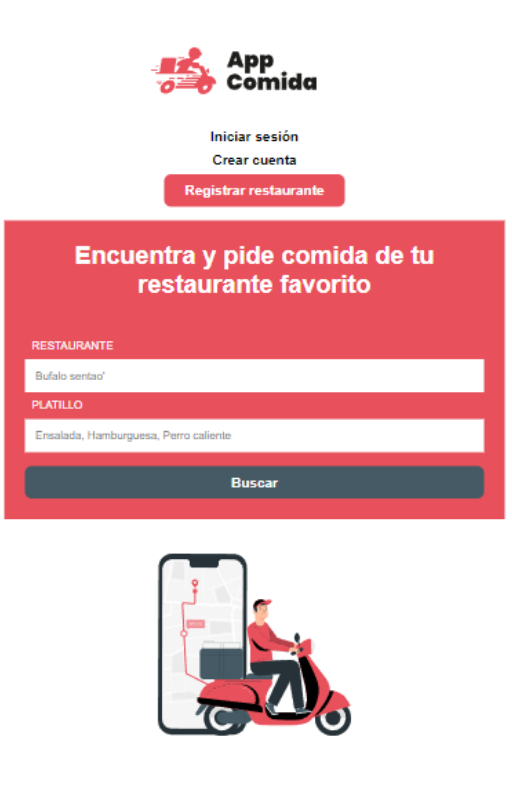 App
Comida
Iniciar sesión
Crear cuenta
Registrar restaurante
Encuentra y pide comida de tu
restaurante favorito
RESTAURANTE
Bufalo sentao'
PLATILLO
Ensalada, Hamburguesa, Perro caliente
Buscar